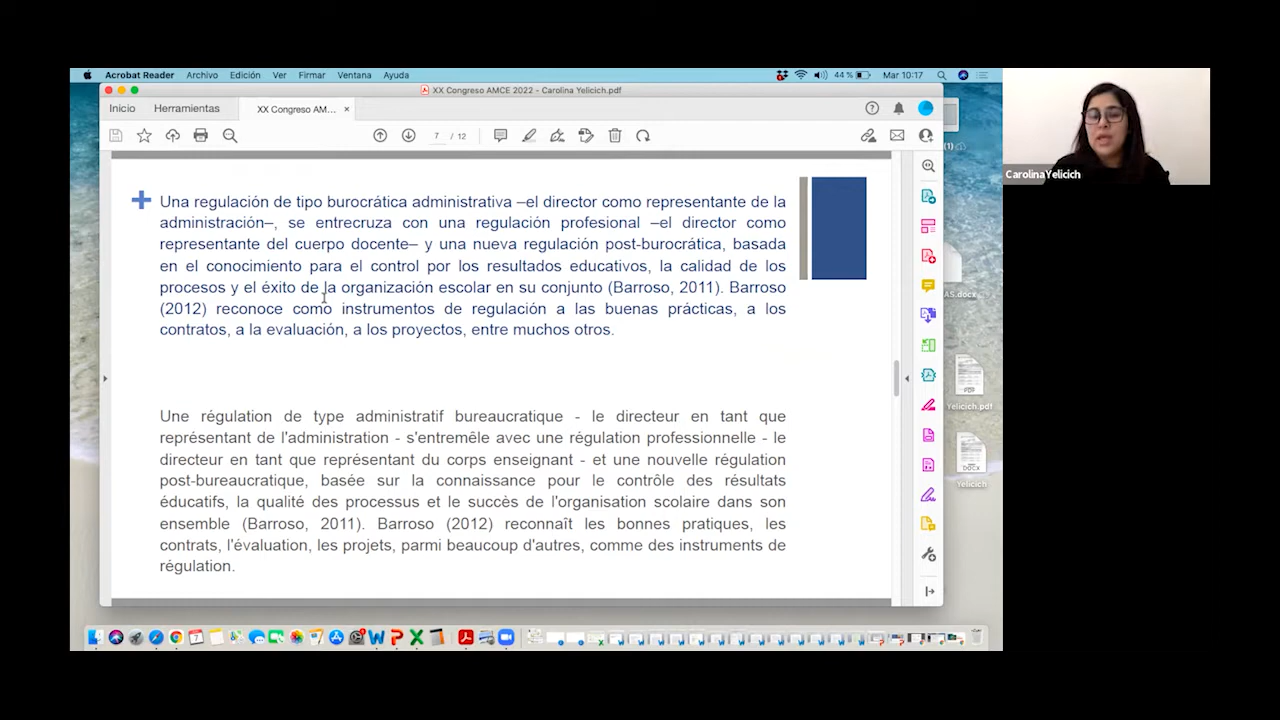 Acrobat Reader Archivo Edición Ver Firmar Ventana Ayuda 44 % Mar 10:17
XX Congreso AMCE 2022 - Carolina Yelicich.pdf
Inicio Herramientas XX Congreso AM... ×
7 / 12
Una regulación de tipo burocrática administrativa –el director como representante de la
administración–, se entrecruza con una regulación profesional –el director como
representante del cuerpo docente– y una nueva regulación post-burocrática, basada
en el conocimiento para el control por los resultados educativos, la calidad de los
procesos y el éxito de la organización escolar en su conjunto (Barroso, 2011). Barroso
(2012) reconoce como instrumentos de regulación a las buenas prácticas, a los
contratos, a la evaluación, a los proyectos, entre muchos otros.
Une régulation de type administratif bureaucratique - le directeur en tant que
représentant de l'administration - s'entremêle avec une régulation professionnelle - le
directeur en tant que représentant du corps enseignant - et une nouvelle régulation
post-bureaucratique, basée sur la connaissance pour le contrôle des résultats
éducatifs, la qualité des processus et le succès de l'organisation scolaire dans son
ensemble (Barroso, 2011). Barroso (2012) reconnaît les bonnes pratiques, les
contrats, l'évaluation, les projets, parmi beaucoup d'autres, comme des instruments de
régulation.
(1)
AS.docx
Yelicich.pdf
Yelicich
CarolinaYelicich